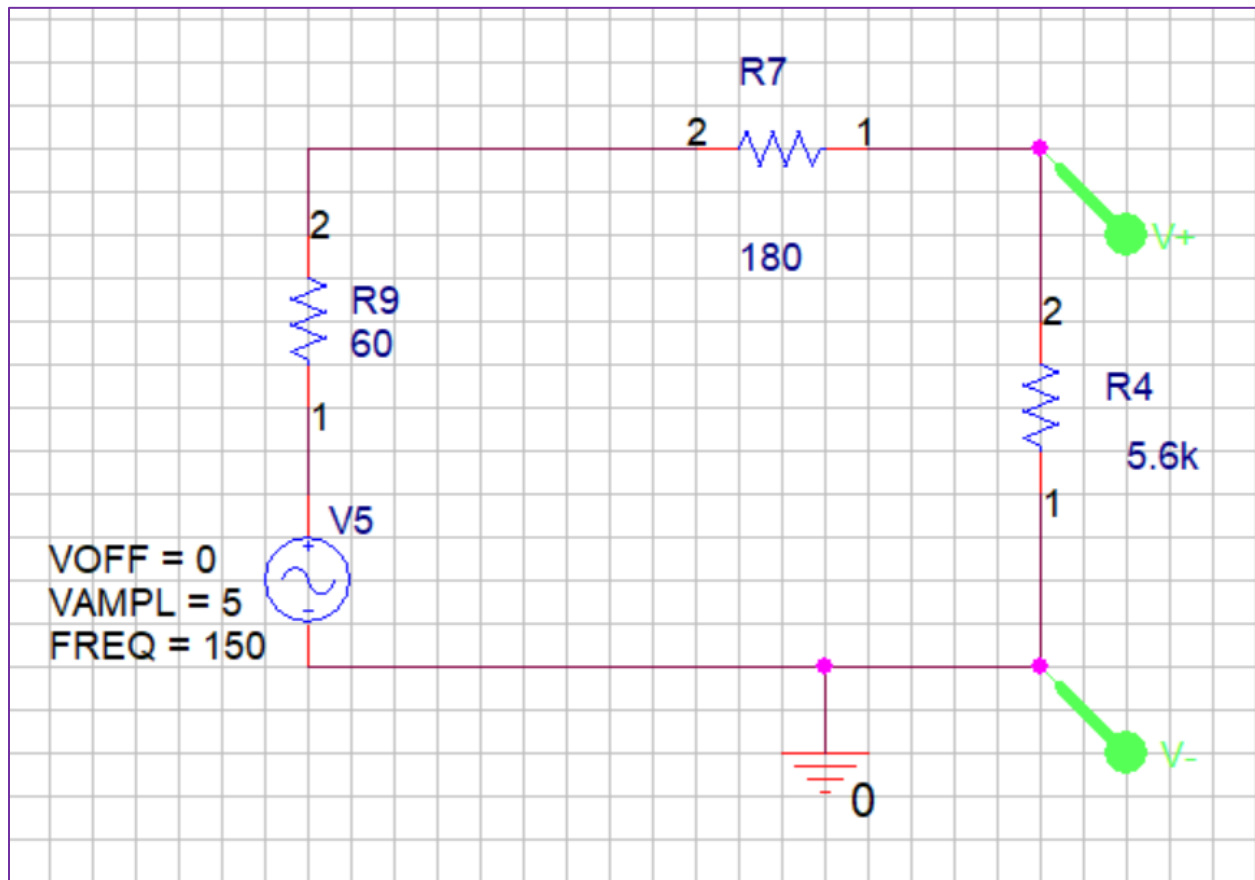 R7
2
1
180
V+
2
R9
60
1
2
R4
5.6k
1
V5
VOFF = 0
VAMPL = 5
FREQ = 150
V-
0